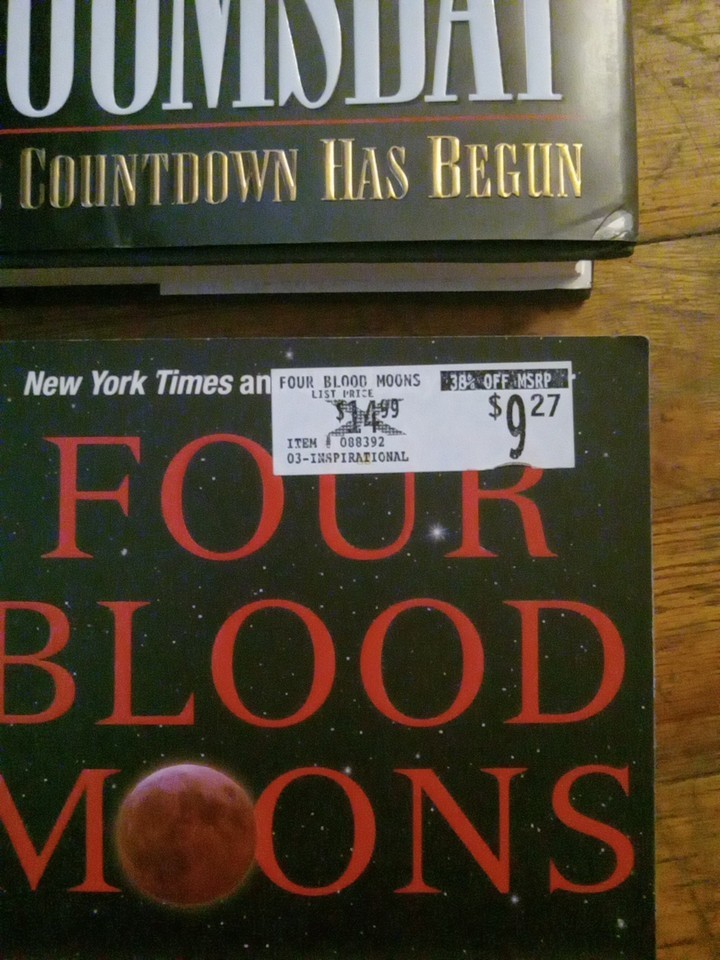 OOMSDAY
COUNTDOWN HAS BEGUN
New York Times an
FOUR BLOOD MOONS
LIST PRICE
$14.99
ITEM # 088392
03-INSPIRATIONAL
38% OFF MSRP
$9.27
FOUR
BLOOD
MOONS